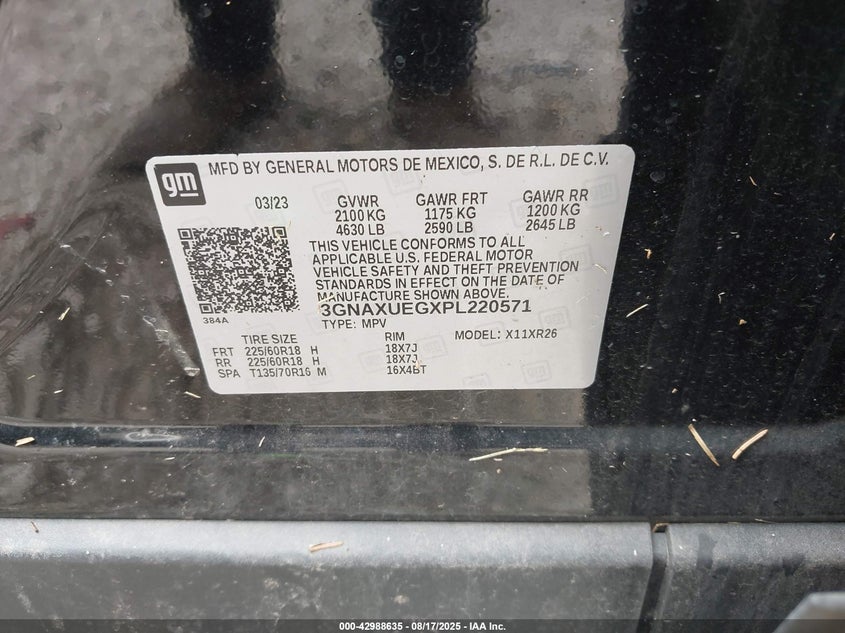 gm
MFD BY GENERAL MOTORS DE MEXICO, S. DE R.L. DE C.V.
03/23 GVWR GAWR FRT GAWR RR
2100 KG 1175 KG 1200 KG
4630 LB 2590 LB 2645 LB
THIS VEHICLE CONFORMS TO ALL
APPLICABLE U.S. FEDERAL MOTOR
VEHICLE SAFETY AND THEFT PREVENTION
STANDARDS IN EFFECT ON THE DATE OF
MANUFACTURE SHOWN ABOVE.
3GNAXUEGXPL220571
384A
TYPE: MPV
TIRE SIZE RIM MODEL: X11XR26
FRT 225/60R18 H 18X7J
RR 225/60R18 H 18X7J
SPA T135/70R16 M 16X4BT
000-42988635 - 08/17/2025 - IAA Inc.